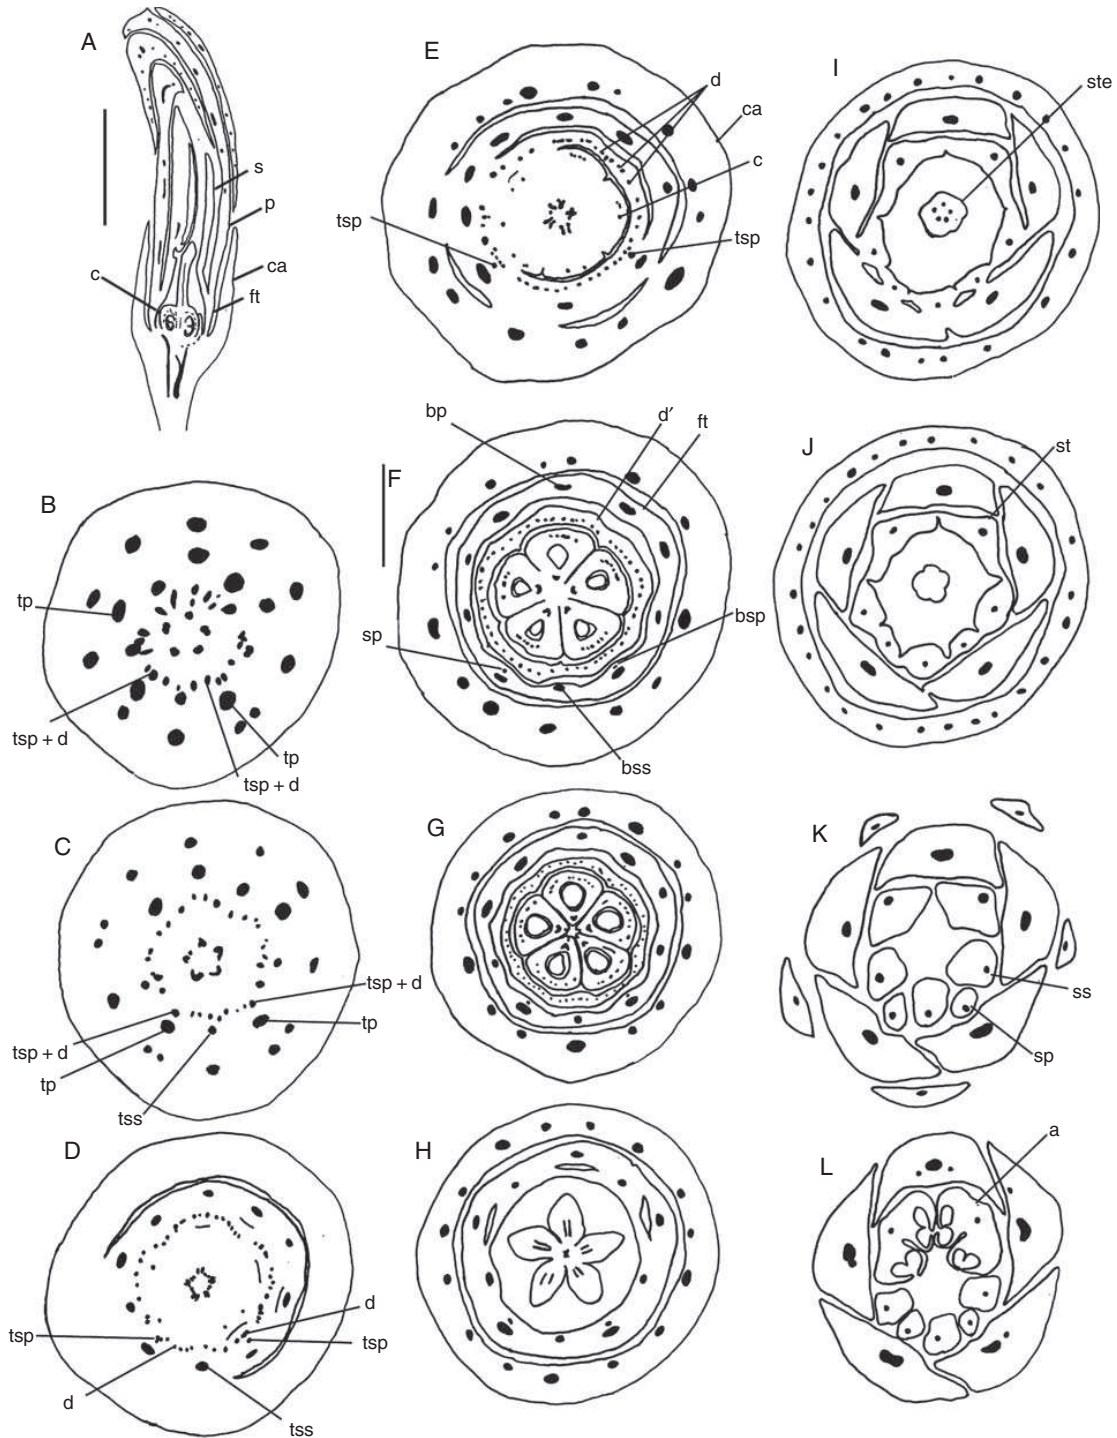 A
s
p
ca
c
ft
B
tp
tsp + d
tp
tsp + d
C
tsp + d
tp
tsp + d
tp
tss
D
d
tsp
tsp
d
tss
E
d
ca
c
tsp
tsp
F
bp
d′
ft
bsp
sp
bss
G
H
I
ste
J
st
K
ss
sp
L
a